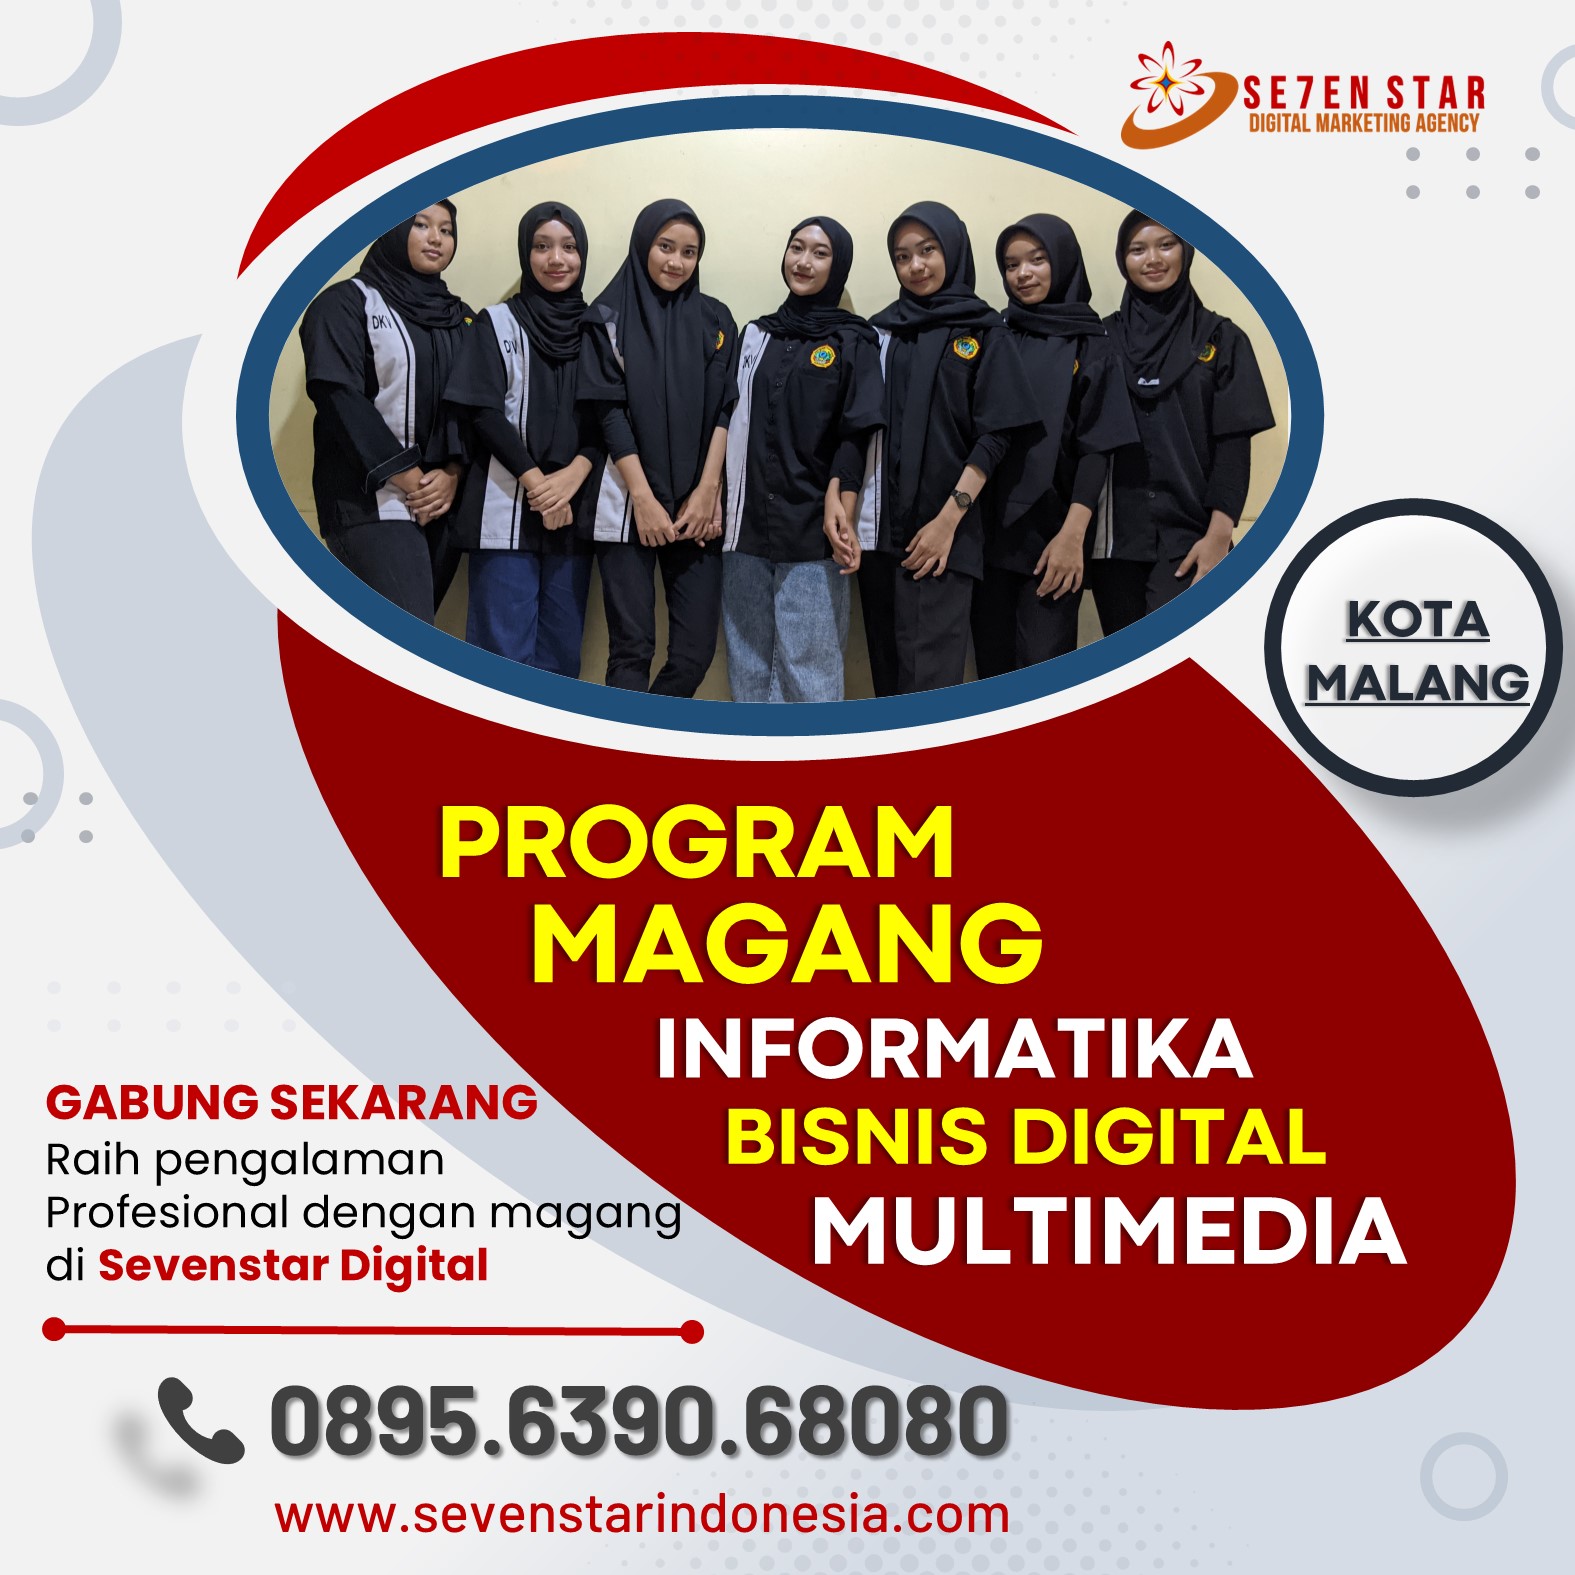 SE7EN STAR
DIGITAL MARKETING AGENCY
DKV
KOTA
MALANG
PROGRAM
MAGANG
INFORMATIKA
BISNIS DIGITAL
MULTIMEDIA
GABUNG SEKARANG
Raih pengalaman
Profesional dengan magang
di Sevenstar Digital
0895.6390.68080
www.sevenstarindonesia.com